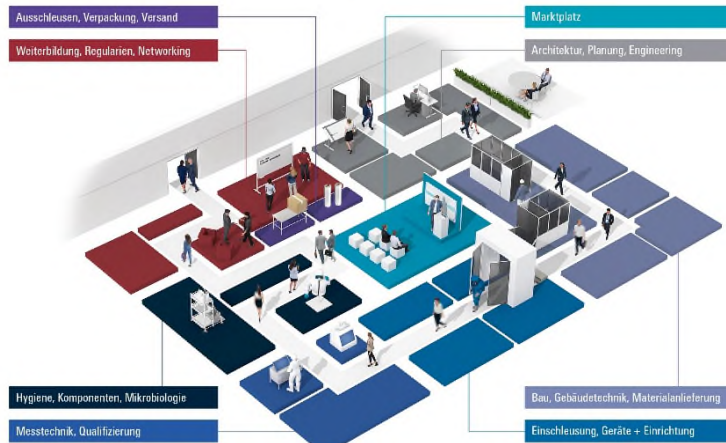 Ausschleusen, Verpackung, Versand
Marktplatz
Weiterbildung, Regularien, Networking
Architektur, Planung, Engineering
Hygiene, Komponenten, Mikrobiologie
Bau, Gebäudetechnik, Materialanlieferung
Messtechnik, Qualifizierung
Einschleusung, Geräte + Einrichtung